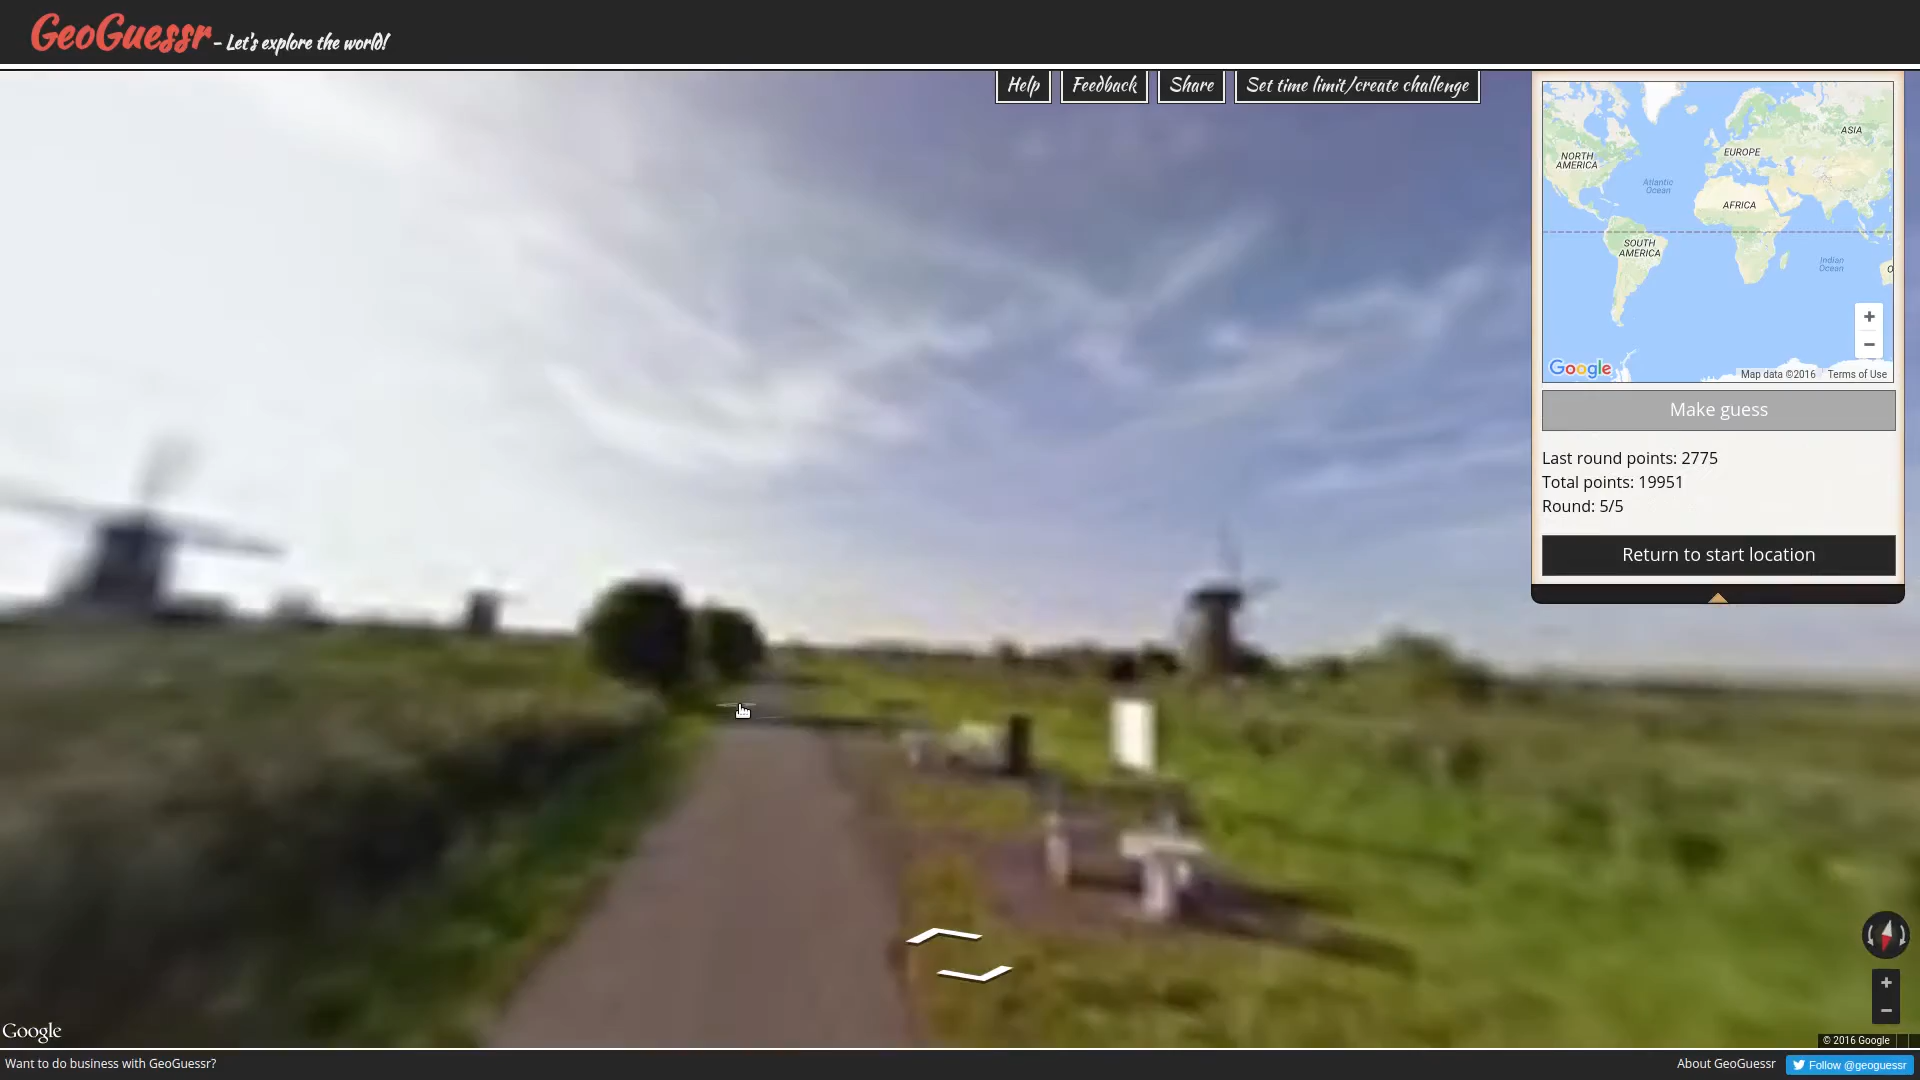 GeoGuessr - Let's explore the world!
Help
Feedback
Share
Set time limit/create challenge
NORTH AMERICA
Atlantic Ocean
EUROPE
ASIA
AFRICA
SOUTH AMERICA
Indian Ocean
O
+
−
Google
Map data ©2016
Terms of Use
Make guess
Last round points: 2775
Total points: 19951
Round: 5/5
Return to start location
+
−
Google
© 2016 Google
Want to do business with GeoGuessr?
About GeoGuessr
Follow @geoguessr